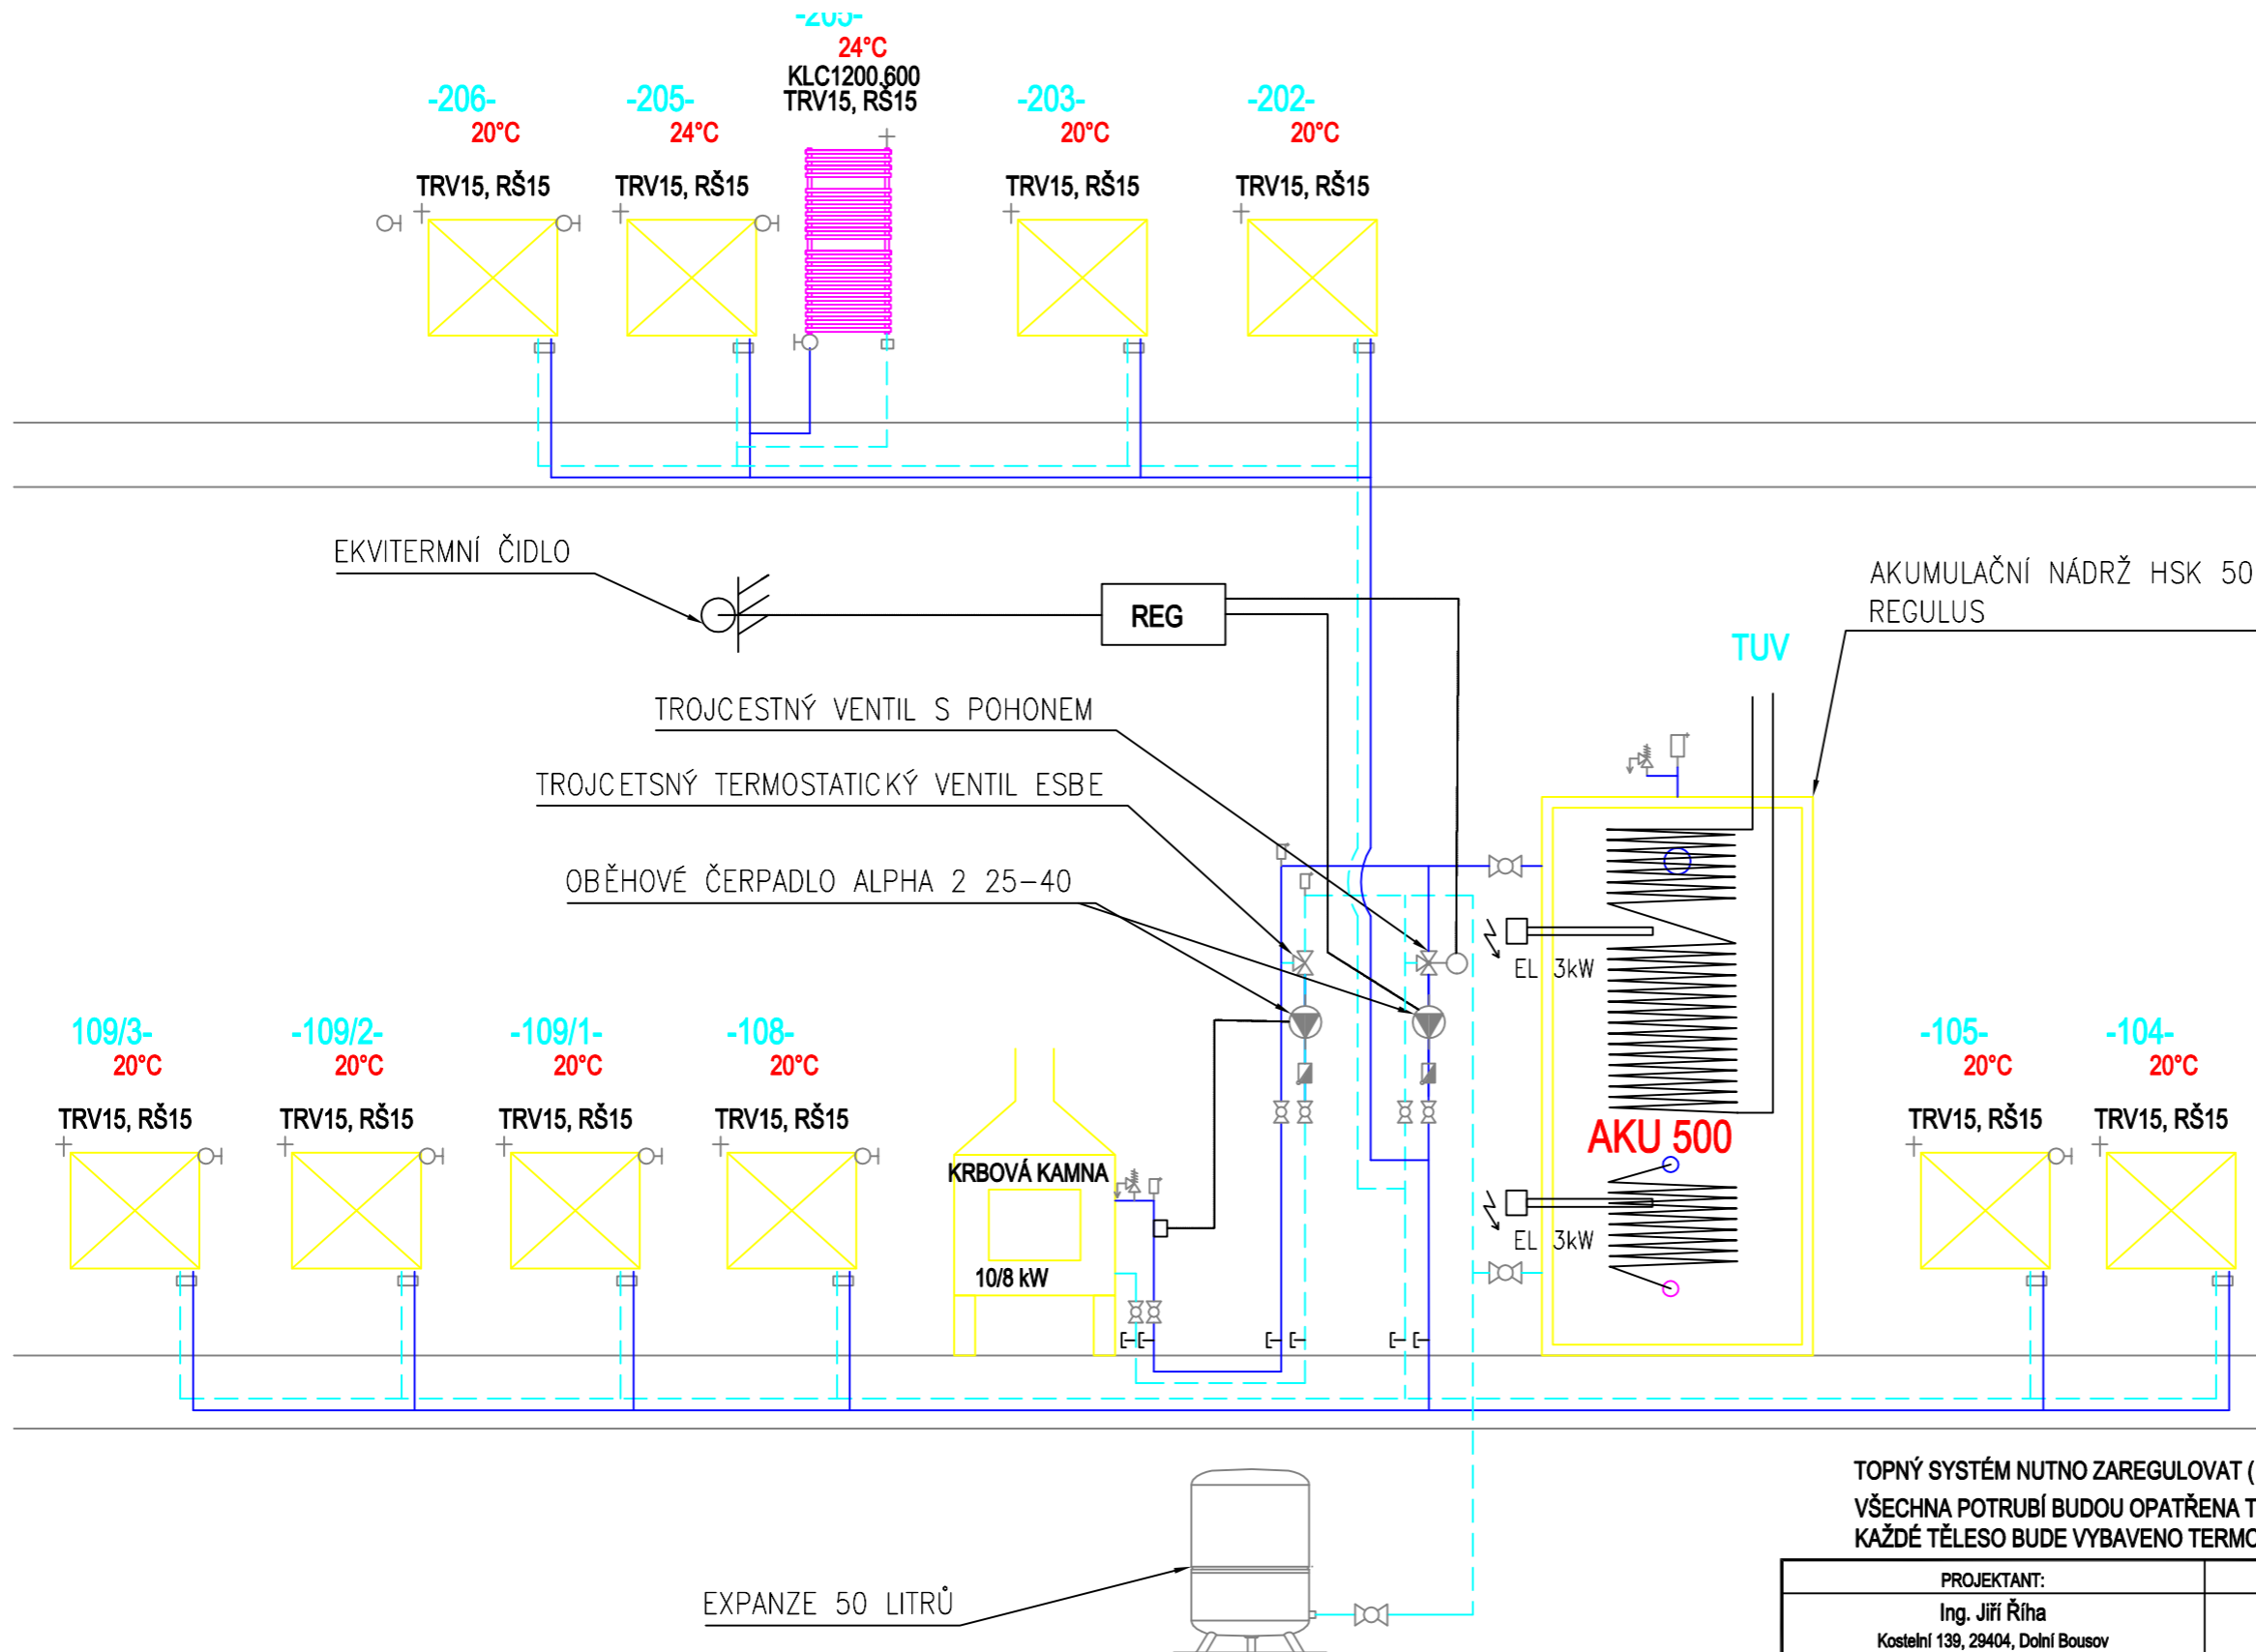 -205-
24°C
KLC1200.600
TRV15, RŠ15
-206-
20°C
TRV15, RŠ15
-205-
24°C
TRV15, RŠ15
-203-
20°C
TRV15, RŠ15
-202-
20°C
TRV15, RŠ15
EKVITERMNÍ ČIDLO
REG
AKUMULAČNÍ NÁDRŽ HSK 50
REGULUS
TUV
TROJCESTNÝ VENTIL S POHONEM
TROJCETSNÝ TERMOSTATICKÝ VENTIL ESBE
OBĚHOVÉ ČERPADLO ALPHA 2 25-40
EL 3kW
109/3-
20°C
TRV15, RŠ15
-109/2-
20°C
TRV15, RŠ15
-109/1-
20°C
TRV15, RŠ15
-108-
20°C
TRV15, RŠ15
KRBOVÁ KAMNA
10/8 kW
AKU 500
EL 3kW
-105-
20°C
TRV15, RŠ15
-104-
20°C
TRV15, RŠ15
TOPNÝ SYSTÉM NUTNO ZAREGULOVAT (
VŠECHNA POTRUBÍ BUDOU OPATŘENA T
KAŽDÉ TĚLESO BUDE VYBAVENO TERMO
EXPANZE 50 LITRŮ
PROJEKTANT:
Ing. Jiří Říha
Kostelní 139, 29404, Dolní Bousov